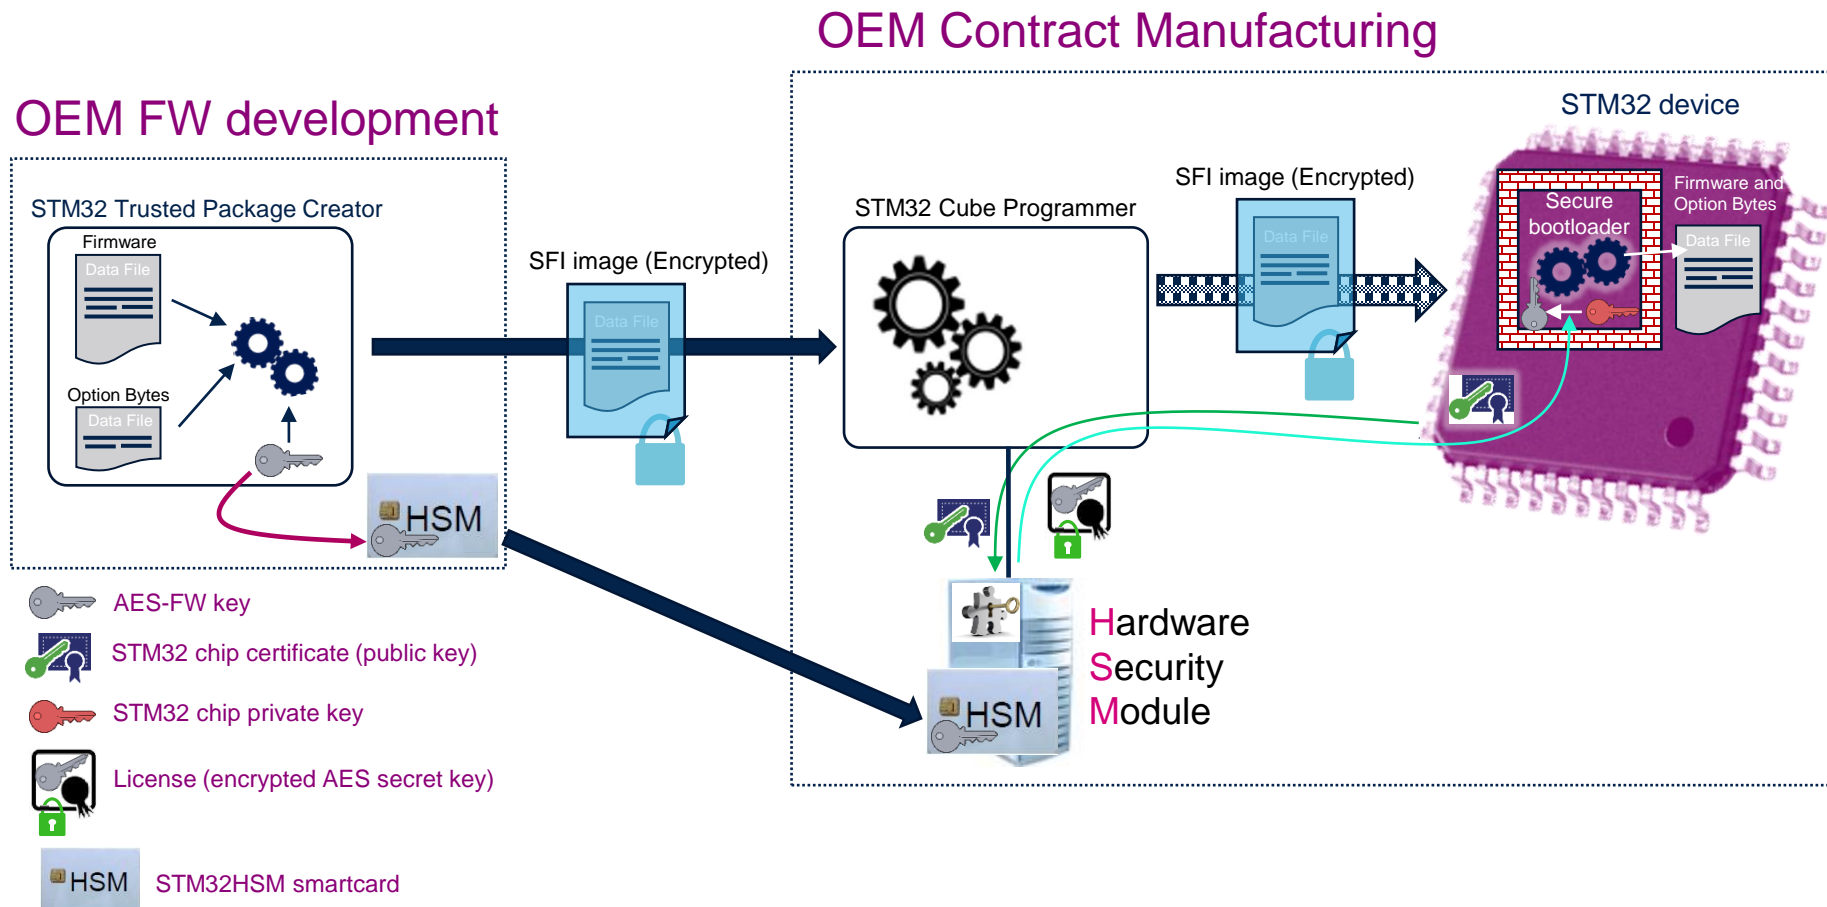 OEM Contract Manufacturing
OEM FW development
STM32 device
STM32 Trusted Package Creator
Firmware
Data File
Option Bytes
Data File
HSM
SFI image (Encrypted)
Data File
STM32 Cube Programmer
SFI image (Encrypted)
Data File
Secure
bootloader
Firmware and
Option Bytes
Data File
Hardware
Security
Module
HSM
AES-FW key
STM32 chip certificate (public key)
STM32 chip private key
License (encrypted AES secret key)
HSM
STM32HSM smartcard